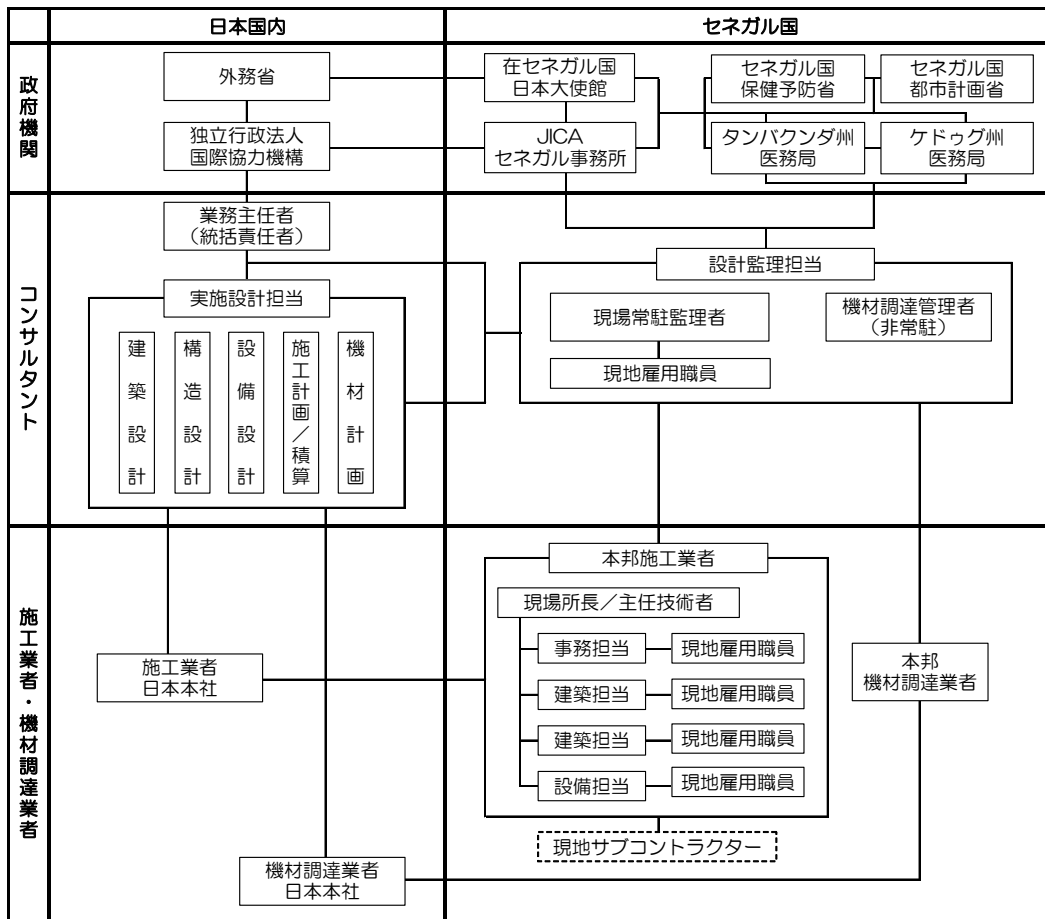 日本国内
セネガル国
政府機関
外務省
在セネガル国
日本大使館
セネガル国
保健予防省
セネガル国
都市計画省
独立行政法人
国際協力機構
JICA
セネガル事務所
タンバクンダ州
医務局
ケドゥグ州
医務局
コンサルタント
業務主任者
（統括責任者）
実施設計担当
建築設計
構造設計
設備設計
施工計画／積算
機材計画
設計監理担当
現場常駐監理者
機材調達管理者
（非常駐）
現地雇用職員
施工業者・機材調達業者
本邦施工業者
現場所長／主任技術者
事務担当
現地雇用職員
建築担当
現地雇用職員
建築担当
現地雇用職員
設備担当
現地雇用職員
施工業者
日本本社
本邦
機材調達業者
現地サブコントラクター
機材調達業者
日本本社